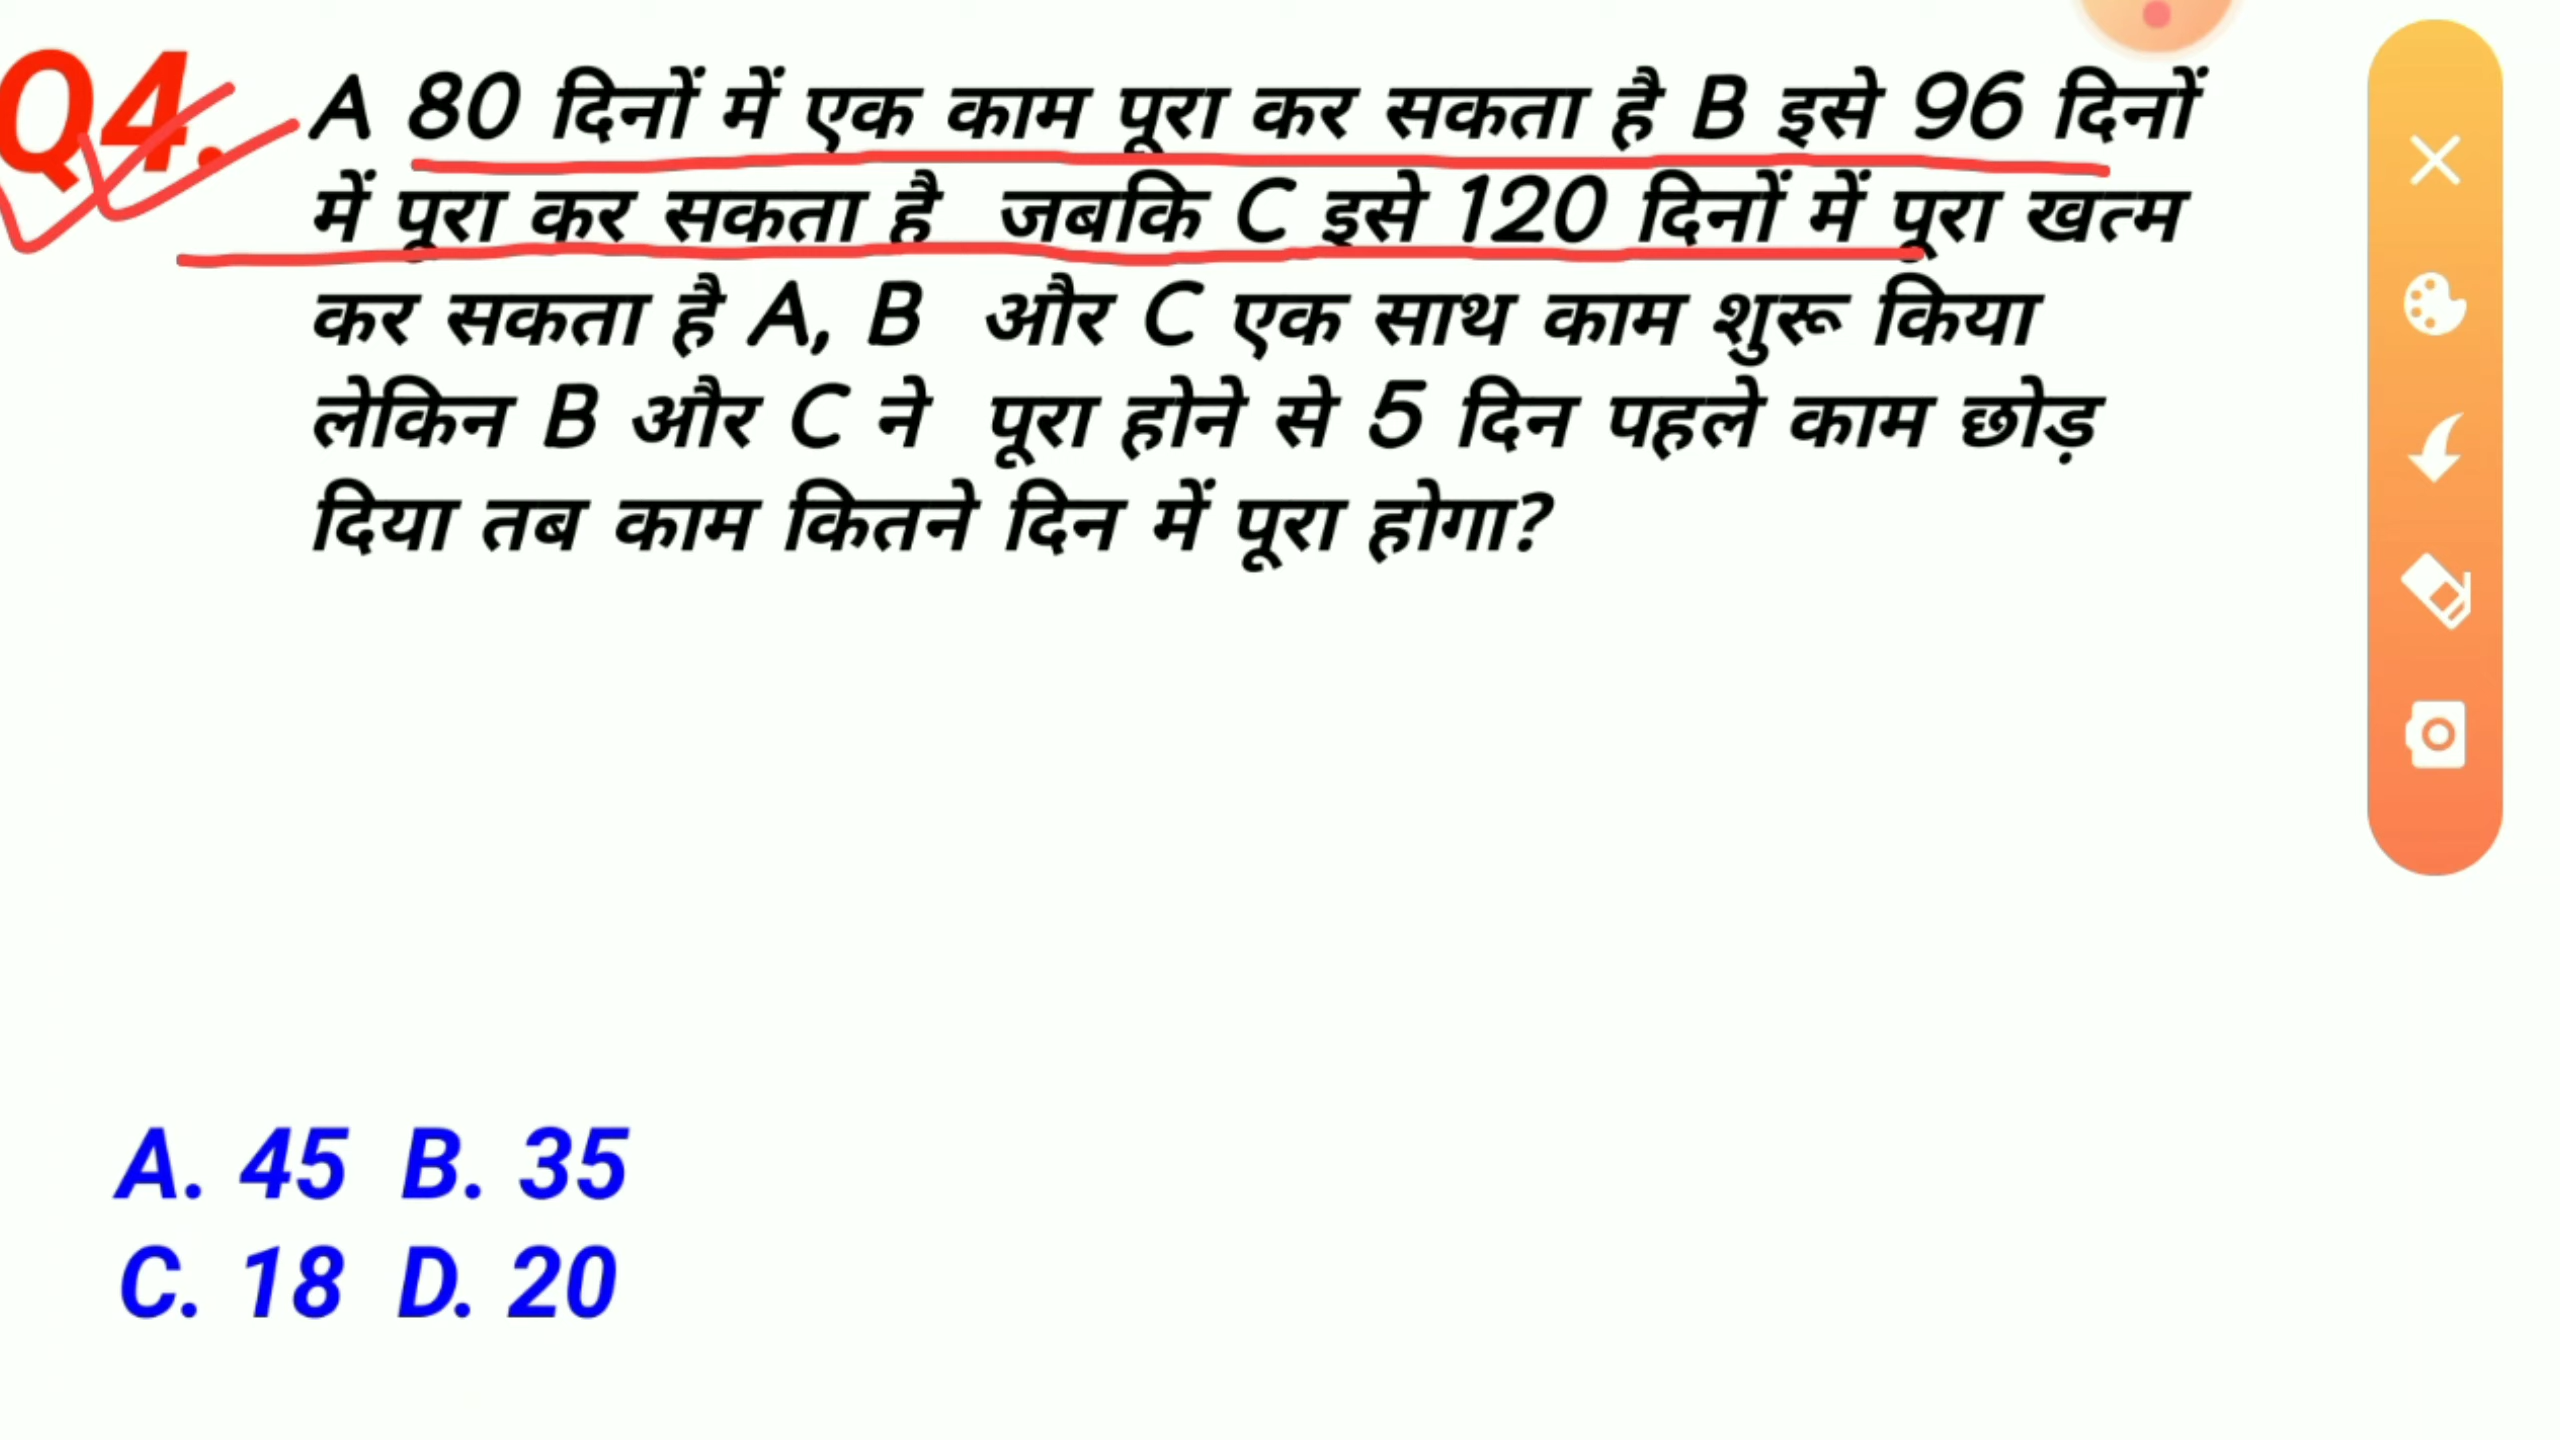 Q4. A 80 दिनों में एक काम पूरा कर सकता है B इसे 96 दिनों
में पूरा कर सकता है जबकि C इसे 120 दिनों में पूरा खत्म
कर सकता है A, B और C एक साथ काम शुरू किया
लेकिन B और C ने पूरा होने से 5 दिन पहले काम छोड़
दिया तब काम कितने दिन में पूरा होगा?
A. 45 B. 35
C. 18 D. 20